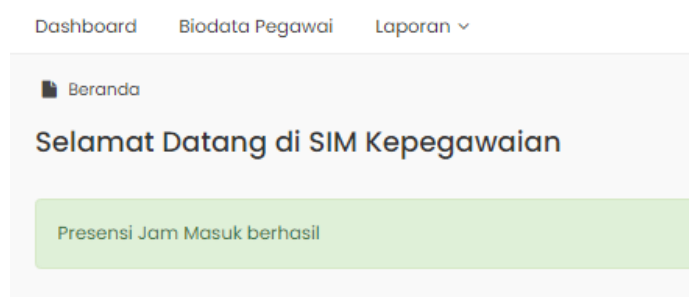 Dashboard Biodata Pegawai Laporan
Beranda
Selamat Datang di SIM Kepegawaian
Presensi Jam Masuk berhasil